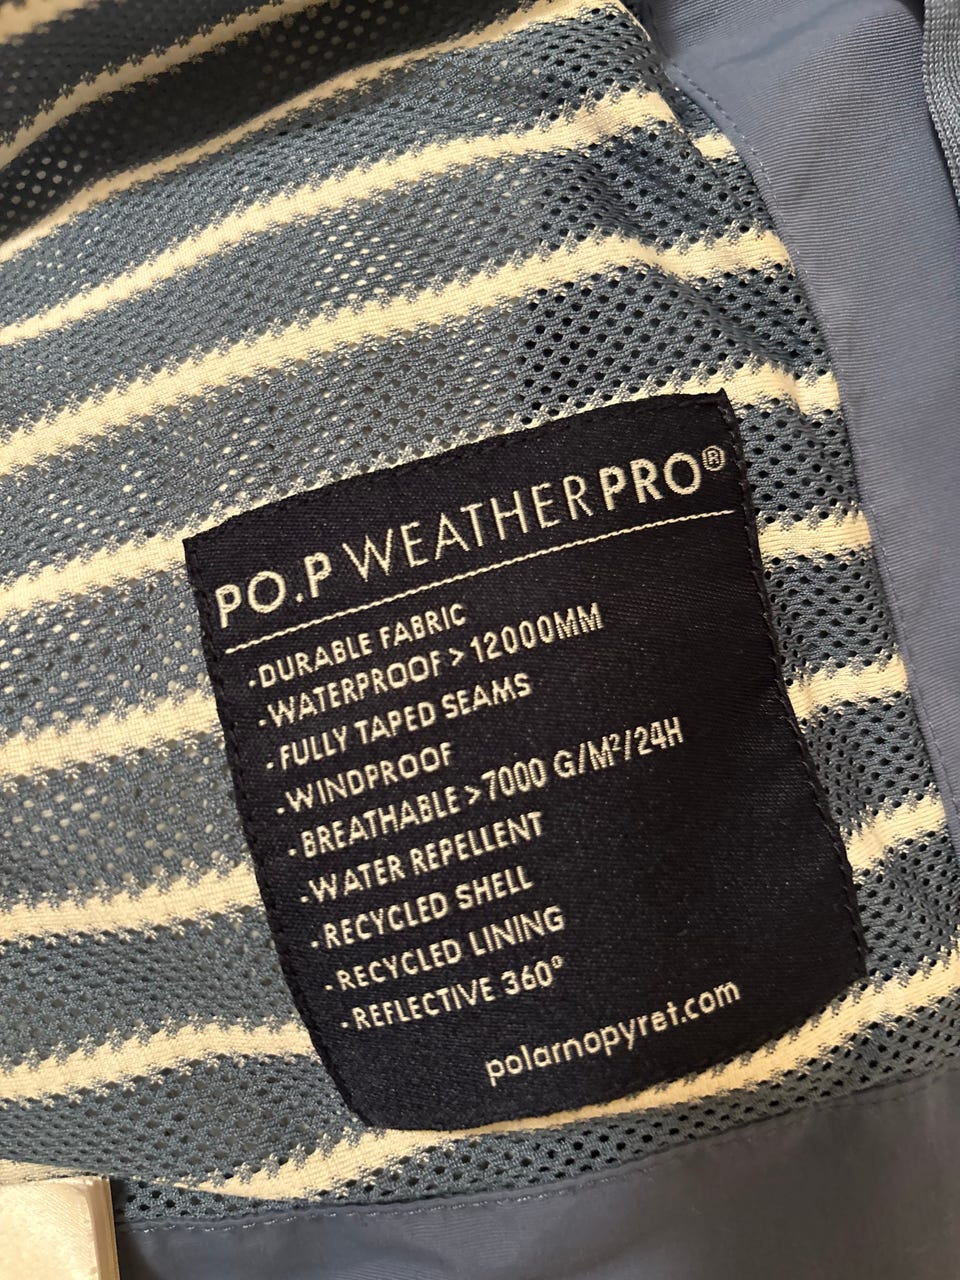 PO.P WEATHERPRO®
·DURABLE FABRIC
·WATERPROOF > 12000MM
·FULLY TAPED SEAMS
·WINDPROOF
·BREATHABLE > 7000 G/M²/24H
·WATER REPELLENT
·RECYCLED SHELL
·RECYCLED LINING
·REFLECTIVE 360°
polarnopyret.com